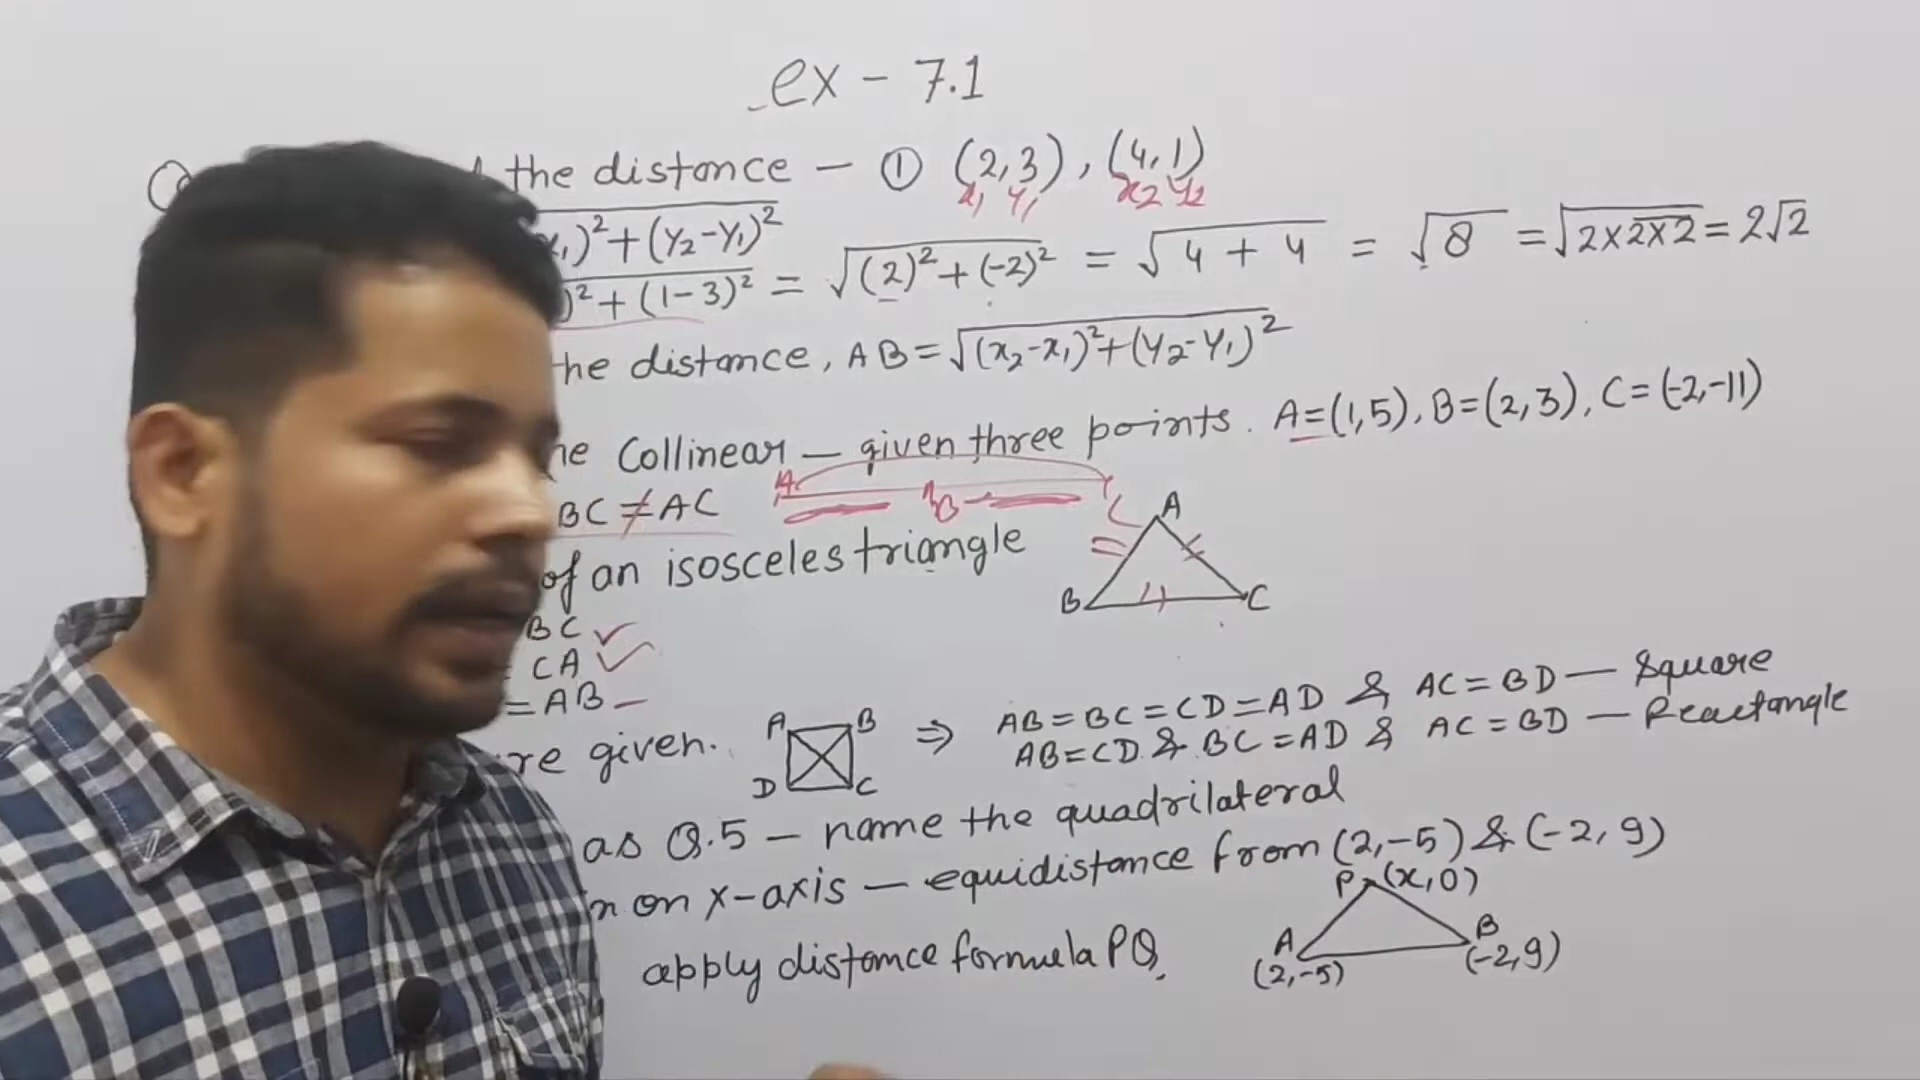 ex - 7.1
the distance - ① (2,3), (4,1)
x₁ y₁ x₂ y₂
)²+(y₂-y₁)²
)²+(1-3)² = √(2)²+(-2)² = √4 + 4 = √8 = √2×2×2 = 2√2
he distance, AB = √(x₂-x₁)²+(y₂-y₁)²
Collinear — given three points. A=(1,5), B=(2,3), C=(-2,-11)
A B C
BC ≠ AC
of an isosceles triangle
A
B C
BC ✓
CA ✓
= AB —
re given.
A B
D C
⇒ AB = BC = CD = AD & AC = BD — Square
AB = CD & BC = AD & AC = BD — Reactangle
as Q.5 — name the quadrilateral
n on x-axis — equidistance from (2,-5) & (-2,9)
P (x,0)
A B
(2,-5) (-2,9)
apply distance formula PQ.